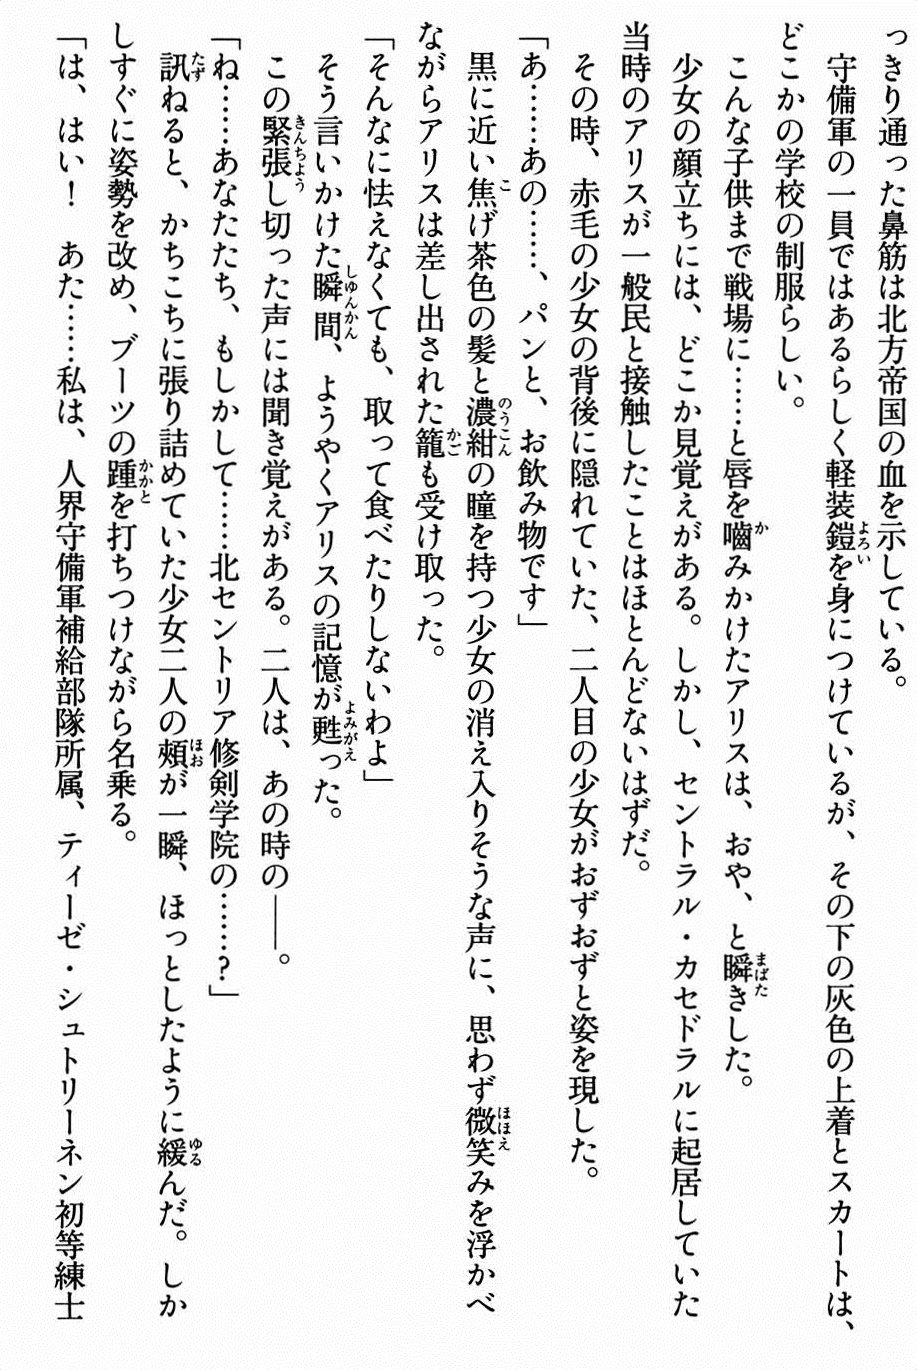 っきり通った鼻筋は北方帝国の血を示している。
守備軍の一員ではあるらしく軽装鎧を身につけているが、その下の灰色の上着とスカートは、
どこかの学校の制服らしい。
こんな子供まで戦場に……と唇を嚙みかけたアリスは、おや、と瞬きした。
少女の顔立ちには、どこか見覚えがある。しかし、セントラル・カセドラルに起居していた
当時のアリスが一般民と接触したことはほとんどないはずだ。
その時、赤毛の少女の背後に隠れていた、二人目の少女がおずおずと姿を現した。
「あ……あの……、パンと、お飲み物です」
黒に近い焦げ茶色の髪と濃紺の瞳を持つ少女の消え入りそうな声に、思わず微笑みを浮かべ
ながらアリスは差し出された籠も受け取った。
「そんなに怯えなくても、取って食べたりしないわよ」
そう言いかけた瞬間、ようやくアリスの記憶が甦った。
この緊張し切った声には聞き覚えがある。二人は、あの時の――。
「ね……あなたたち、もしかして……北セントリア修剣学院の……?」
訊ねると、かちこちに張り詰めていた少女二人の頰が一瞬、ほっとしたように緩んだ。しか
しすぐに姿勢を改め、ブーツの踵を打ちつけながら名乗る。
「は、はい！　あた……私は、人界守備軍補給部隊所属、ティーゼ・シュトリーネン初等練士